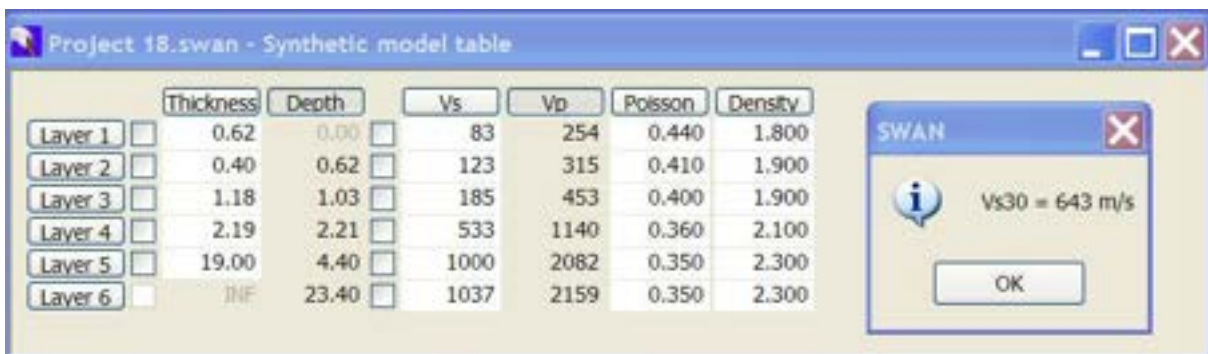 Project 18.swan - Synthetic model table
Thickness Depth Vs Vp Poisson Density
Layer 1 0.62 0.00 83 254 0.440 1.800
Layer 2 0.40 0.62 123 315 0.410 1.900
Layer 3 1.18 1.03 185 453 0.400 1.900
Layer 4 2.19 2.21 533 1140 0.360 2.100
Layer 5 19.00 4.40 1000 2082 0.350 2.300
Layer 6 INF 23.40 1037 2159 0.350 2.300
SWAN
Vs30 = 643 m/s
OK